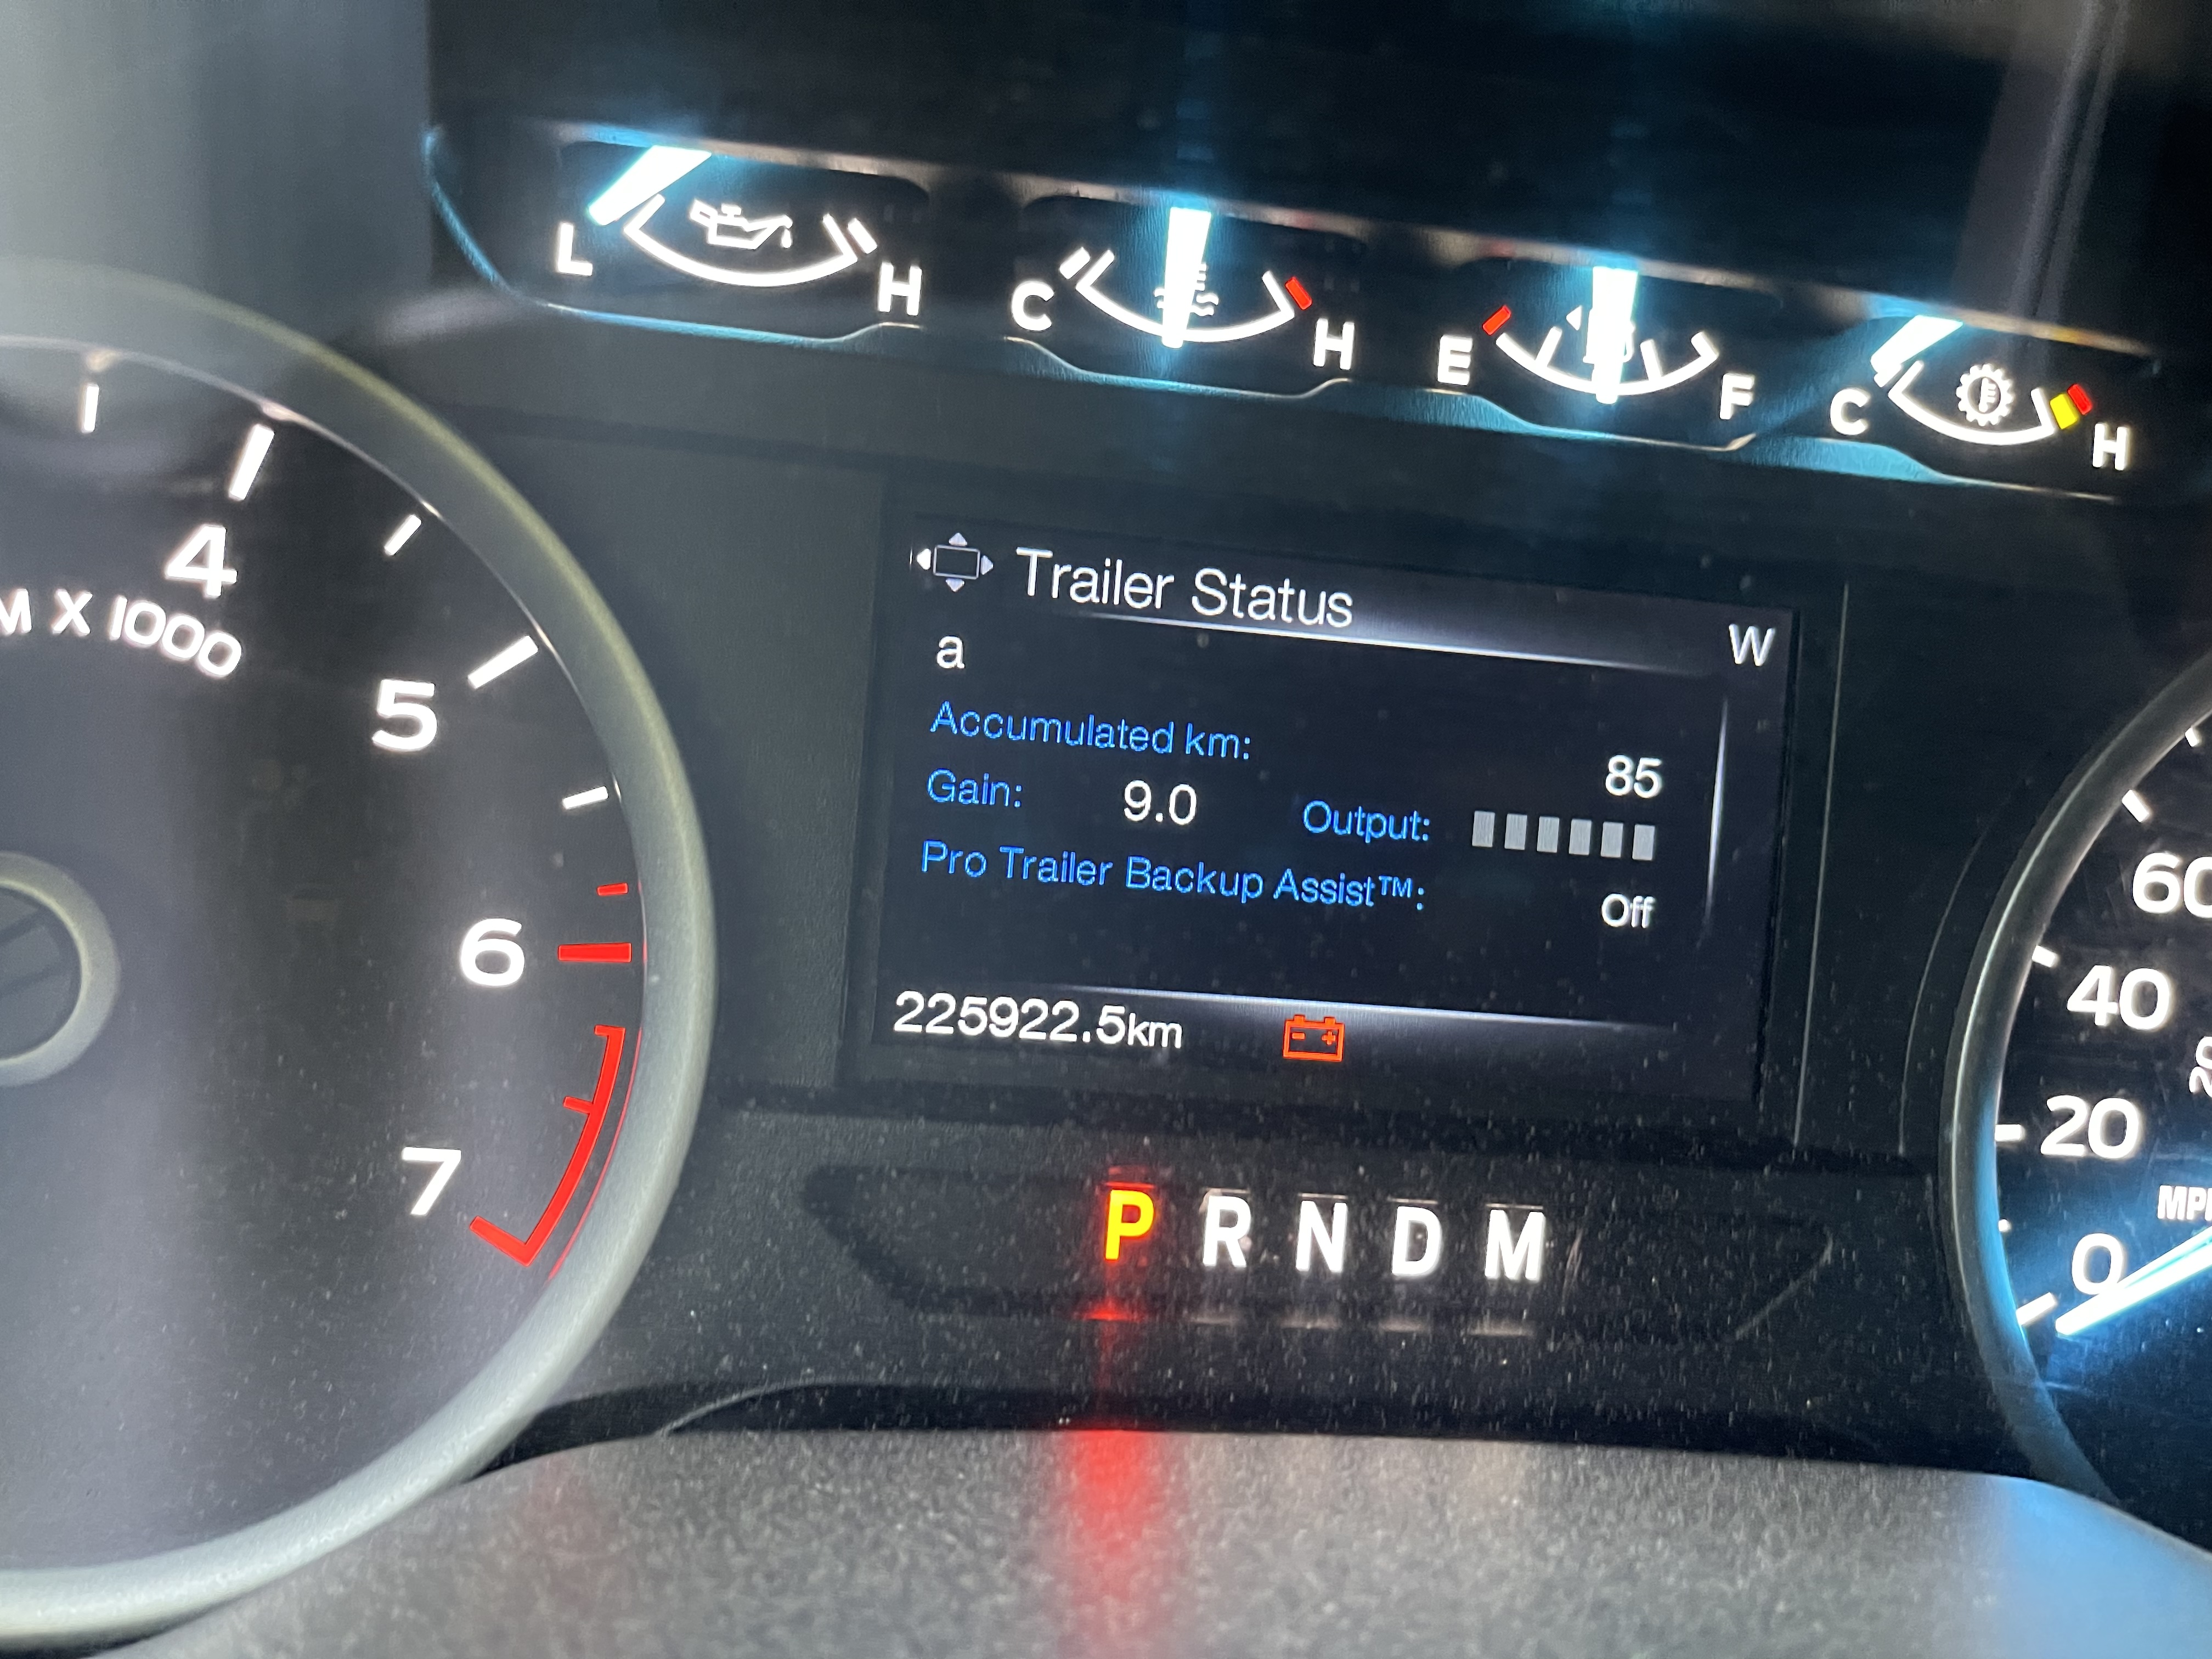 L H
C H
E F
C H
4
M X 1000
5
6
7
Trailer Status
W
a
Accumulated km: 85
Gain: 9.0 Output:
Pro Trailer Backup Assist™: Off
225922.5km
P R N D M
60
40
20
0